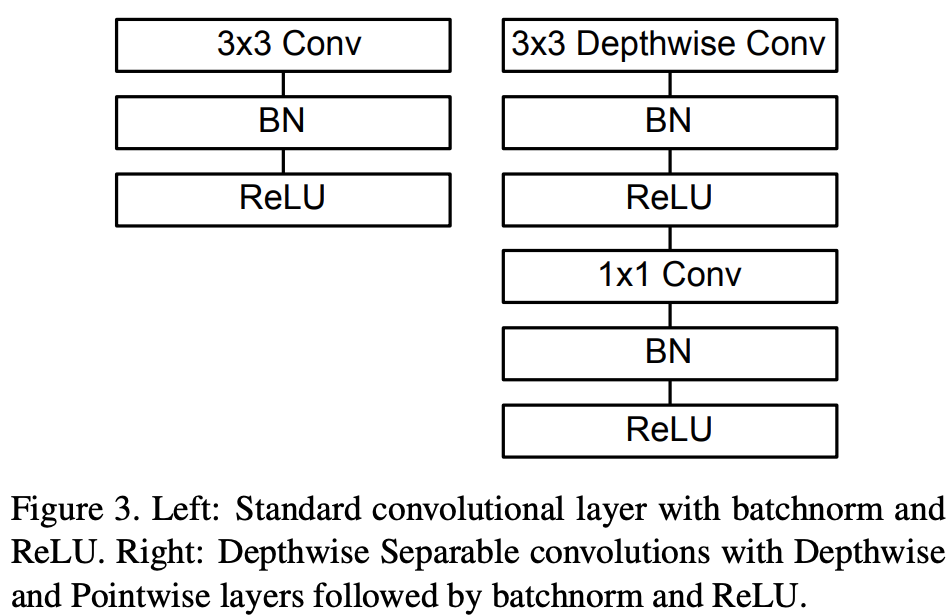 3x3 Conv
BN
ReLU
3x3 Depthwise Conv
BN
ReLU
1x1 Conv
BN
ReLU
Figure 3. Left: Standard convolutional layer with batchnorm and
ReLU. Right: Depthwise Separable convolutions with Depthwise
and Pointwise layers followed by batchnorm and ReLU.